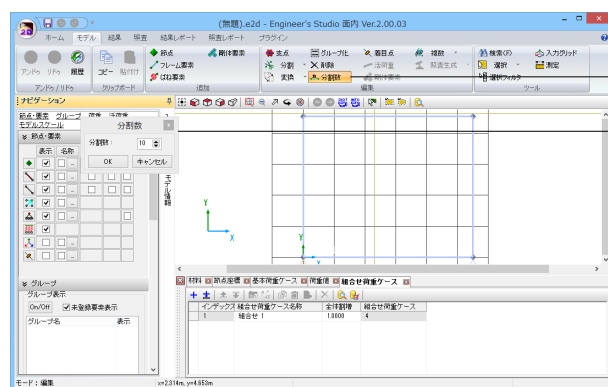 (無題).e2d - Engineer's Studio 面内 Ver.2.00.03
2D
ホーム モデル 結果 照査 結果レポート 照査レポート プラグイン
アンドゥ リドゥ 履歴
アンドゥ / リドゥ
コピー 貼付け
クリップボード
節点 剛体要素
フレーム要素
ばね要素
追加
支点 グループ化 着目点 複数
分割 削除 活荷重 照査生成
変換 分割数 剛体要素
編集
検索(F) 入力グリッド
選択 測定
選択フィルタ
ツール
ナビゲーション
節点・要素 グループ 荷重 活荷重
モデルスケール
節点・要素
表示 名称
分割数
分割数: 10
OK キャンセル
モデル情報
Y
X
Y
X
グループ
グループ表示
On/Off 未登録要素表示
グループ名 表示
材料 節点座標 基本荷重ケース 荷重値 組合せ荷重ケース
インデックス 組合せ荷重ケース名称 全体割増 組合せ荷重ケース
1 組合せ 1 1.0000 4
モード: 編集 x=2.314m, y=4.653m